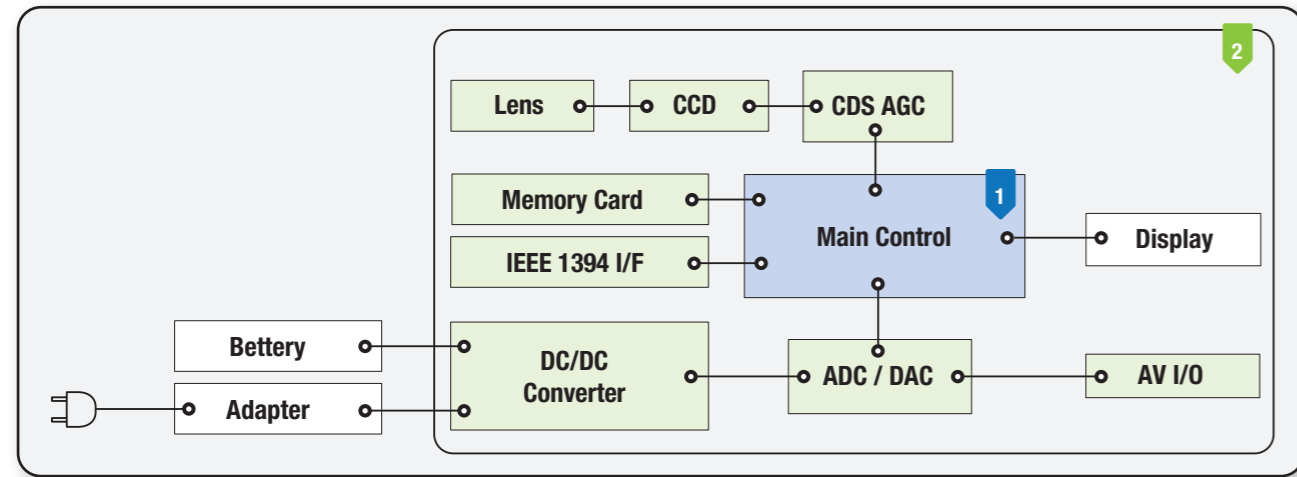 2
Lens
CCD
CDS AGC
Memory Card
1
Main Control
IEEE 1394 I/F
Display
Bettery
DC/DC
Converter
ADC / DAC
AV I/O
Adapter